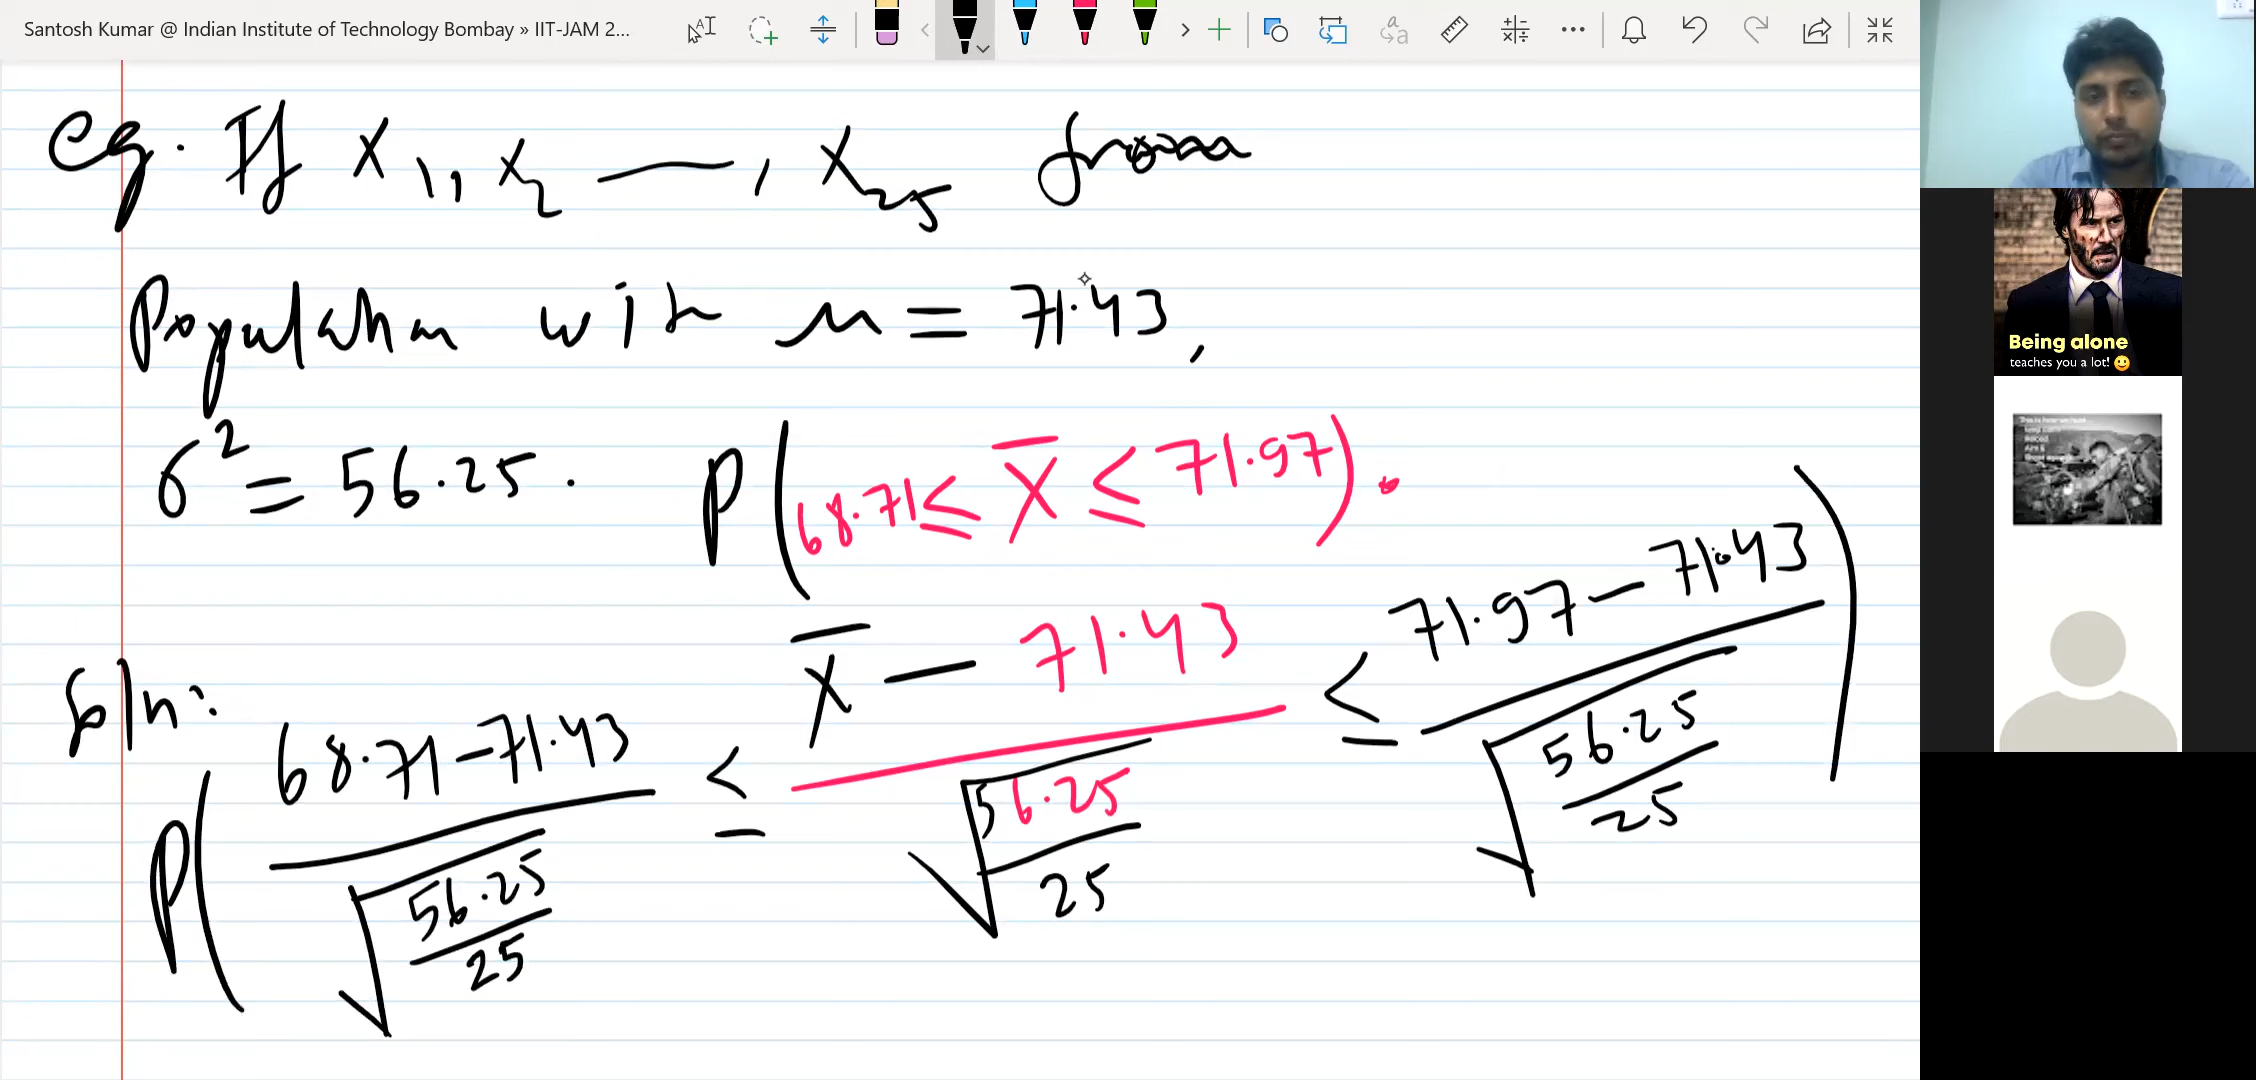 Santosh Kumar @ Indian Institute of Technology Bombay » IIT-JAM 2...
eg. If X₁, X₂ —, X₂₅ from
Population with μ = 71.43,
σ² = 56.25. P(68.71 ≤ X̄ ≤ 71.97).
Soln:
P( (68.71 – 71.43) / √(56.25/25) ≤ (X̄ – 71.43) / √(56.25/25) ≤ (71.97 – 71.43) / √(56.25/25) )
Being alone
teaches you a lot! 😀